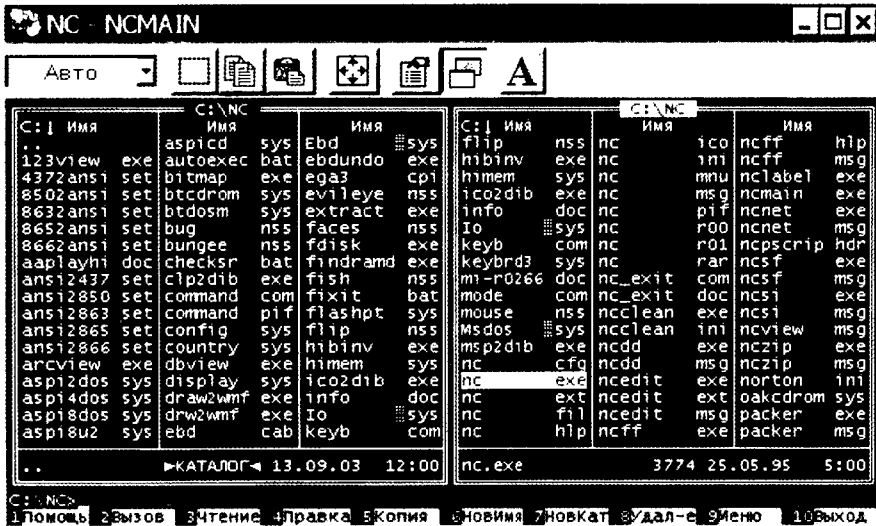 NC - NCMAIN
Авто
C:\NC
C:↓ Имя Имя Имя
.. aspicd sys Ebd sys
123view exe autoexec bat ebdundo exe
4372ansi set bitmap exe ega3 cpi
8502ansi set btcdrom sys evileye nss
8632ansi set btdosm sys extract exe
8652ansi set bug nss faces nss
8662ansi set bungee nss fdisk exe
aaplayhi doc checksr bat findramd exe
ansi2437 set clp2dib exe fish nss
ansi2850 set command com fixit bat
ansi2863 set command pif flashpt sys
ansi2865 set config sys flip nss
ansi2866 set country sys hibinv exe
arcview exe dbview exe himem sys
aspi2dos sys display sys ico2dib exe
aspi4dos sys draw2wmf exe info doc
aspi8dos sys drw2wmf exe Io sys
aspi8u2 sys ebd cab keyb com
.. ►КАТАЛОГ◄ 13.09.03 12:00
C:\NC
C:↓ Имя Имя Имя
flip nss nc ico ncff hlp
hibinv exe nc ini ncff msg
himem sys nc mnu nclabel exe
ico2dib exe nc msg ncmain exe
info doc nc pif ncnet exe
Io sys nc r00 ncnet msg
keyb com nc r01 ncpscrip hdr
keybrd3 sys nc rar ncsf exe
mi-r0266 doc nc_exit com ncsf msg
mode com nc_exit doc ncsi exe
mouse nss ncclean exe ncsi msg
Msdos sys ncclean ini ncview msg
msp2dib exe ncdd exe nczip exe
nc cfg ncdd msg nczip msg
nc exe ncedit exe norton ini
nc ext ncedit ext oakcdrom sys
nc fil ncedit msg packer exe
nc hlp ncff exe packer msg
nc.exe 3774 25.05.95 5:00
C:\NC>
1Помощь 2Вызов 3Чтение 4Правка 5Копия 6НовИмя 7НовКат 8Удал-е 9Меню 10Выход